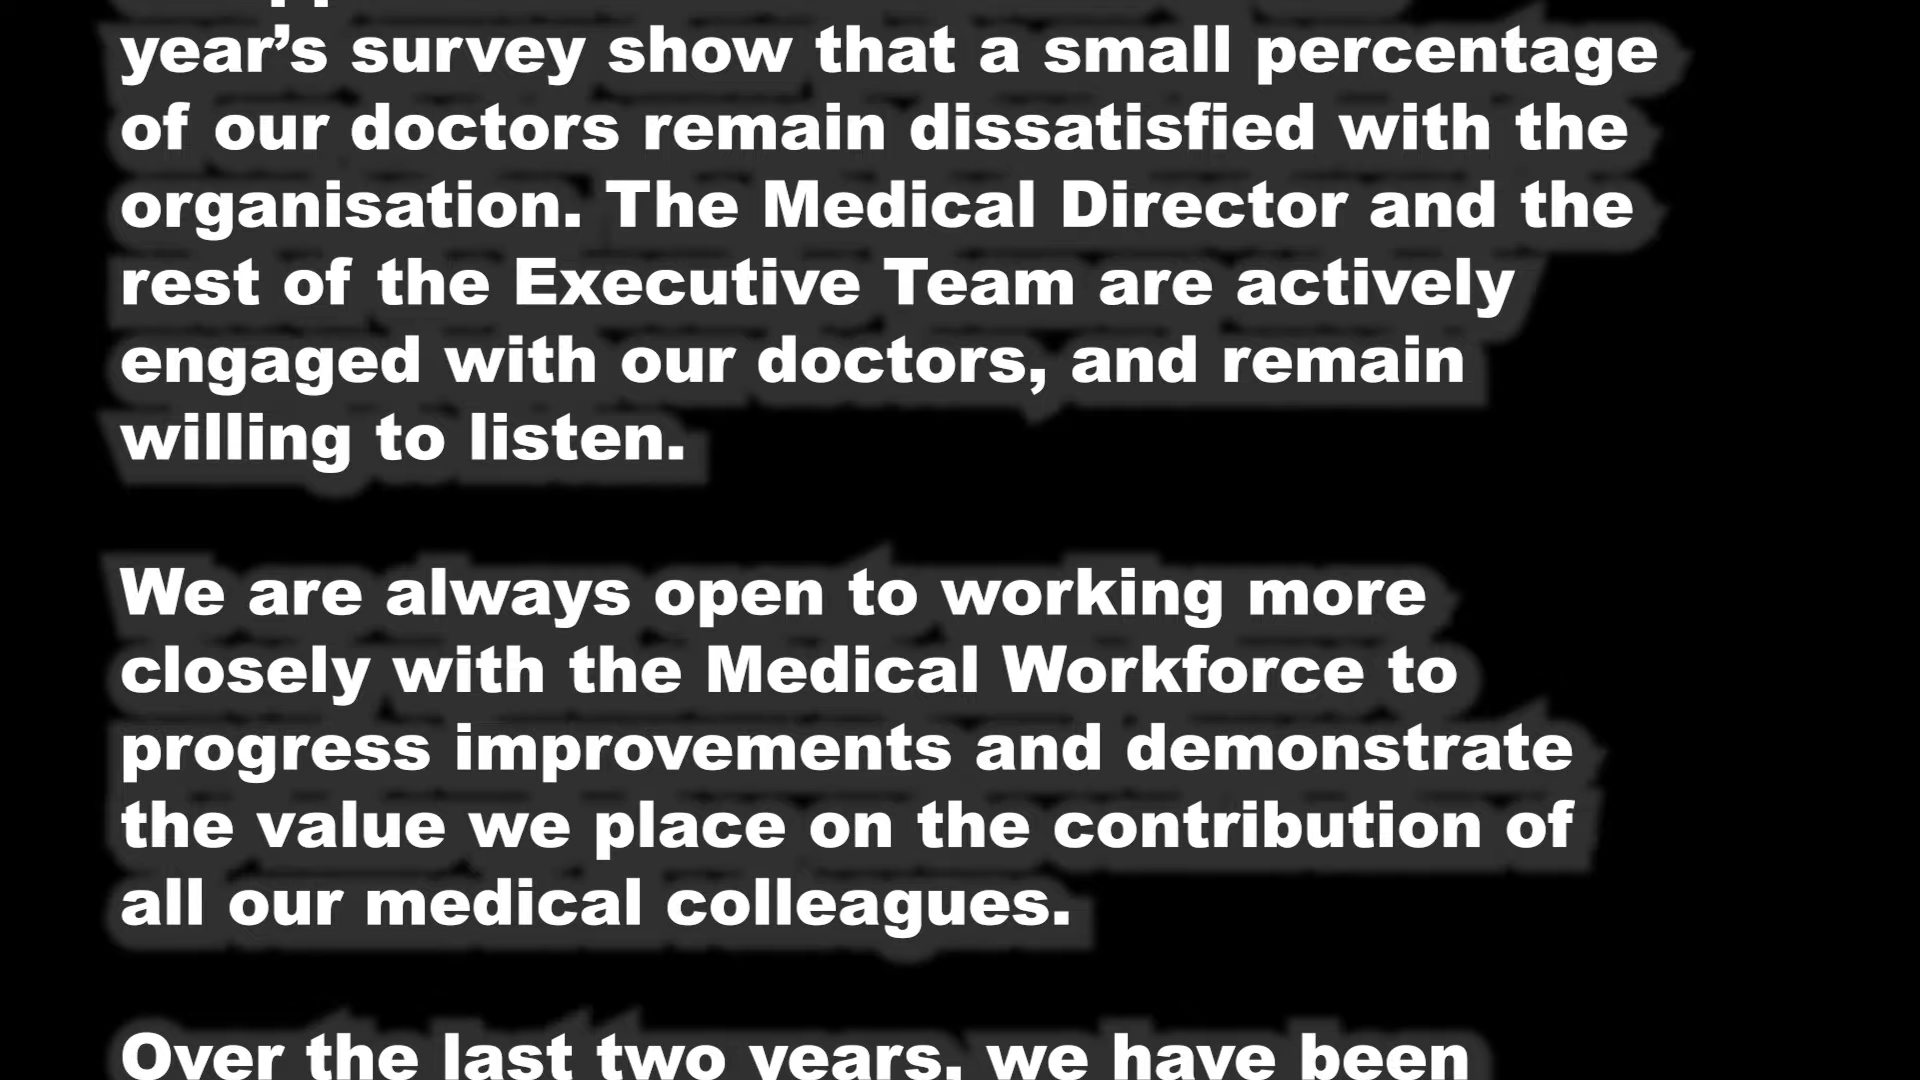 year’s survey show that a small percentage
of our doctors remain dissatisfied with the
organisation. The Medical Director and the
rest of the Executive Team are actively
engaged with our doctors, and remain
willing to listen.
We are always open to working more
closely with the Medical Workforce to
progress improvements and demonstrate
the value we place on the contribution of
all our medical colleagues.
Over the last two years, we have been